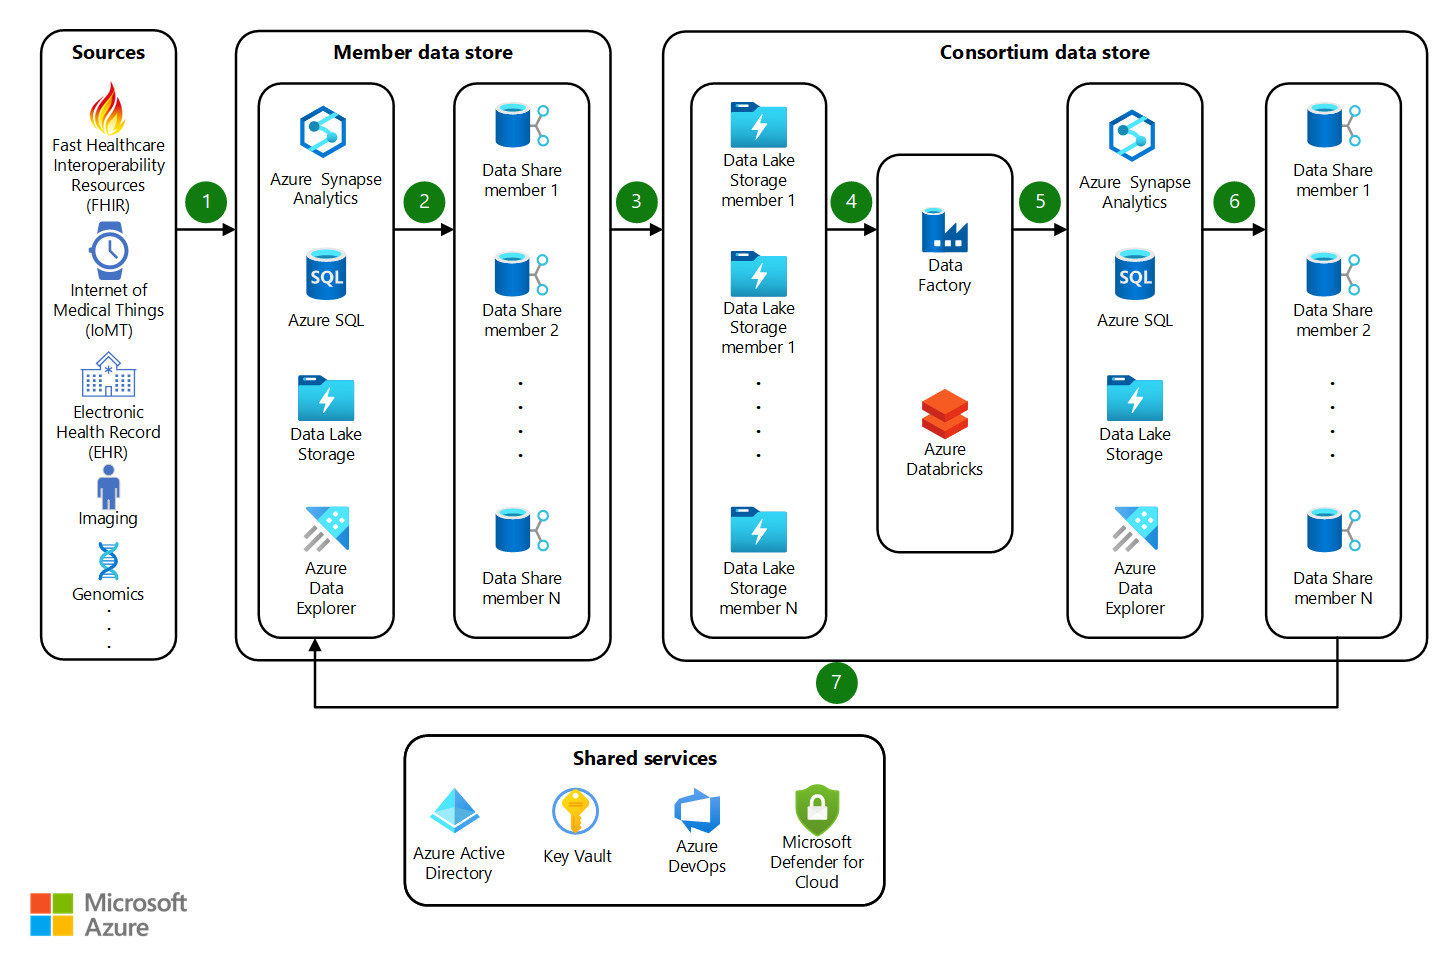 Sources
Fast Healthcare
Interoperability
Resources
(FHIR)
Internet of
Medical Things
(IoMT)
Electronic
Health Record
(EHR)
Imaging
Genomics
1
Member data store
Azure Synapse
Analytics
Azure SQL
SQL
Data Lake
Storage
Azure
Data
Explorer
2
Data Share
member 1
Data Share
member 2
Data Share
member N
3
Consortium data store
Data Lake
Storage
member 1
Data Lake
Storage
member 1
Data Lake
Storage
member N
4
Data
Factory
Azure
Databricks
5
Azure Synapse
Analytics
SQL
Azure SQL
Data Lake
Storage
Azure
Data
Explorer
6
Data Share
member 1
Data Share
member 2
Data Share
member N
7
Shared services
Azure Active
Directory
Key Vault
Azure
DevOps
Microsoft
Defender for
Cloud
Microsoft
Azure